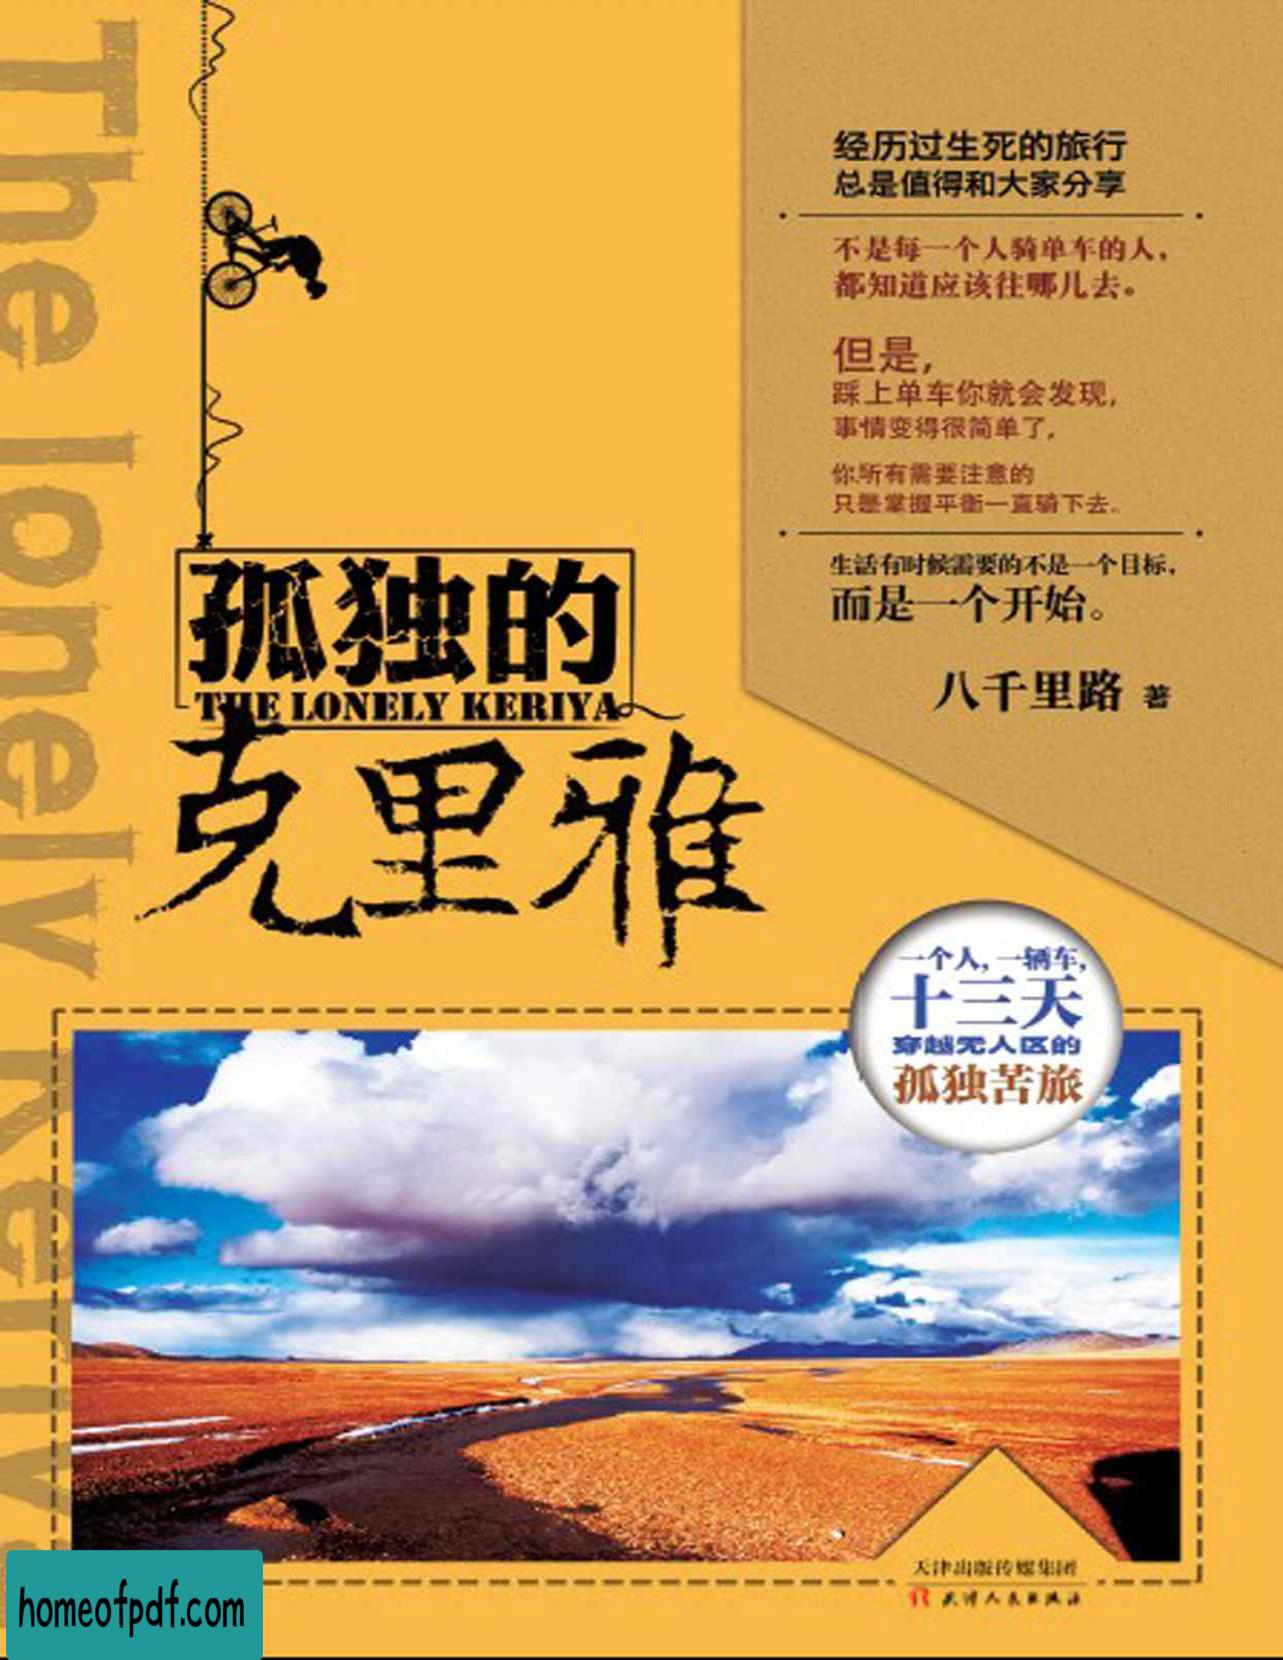 The lonely Keriya
经历过生死的旅行
总是值得和大家分享
不是每一个人骑单车的人，
都知道应该往哪儿去。
但是，
踩上单车你就会发现，
事情变得很简单了，
你所有需要注意的
只是掌握平衡一直骑下去。
生活有时候需要的不是一个目标，
而是一个开始。
八千里路 著
孤独的
THE LONELY KERIYA
克里雅
一个人，一辆车，
十三天
穿越无人区的
孤独苦旅
天津出版传媒集团
天津人民出版社
homeofpdf.com